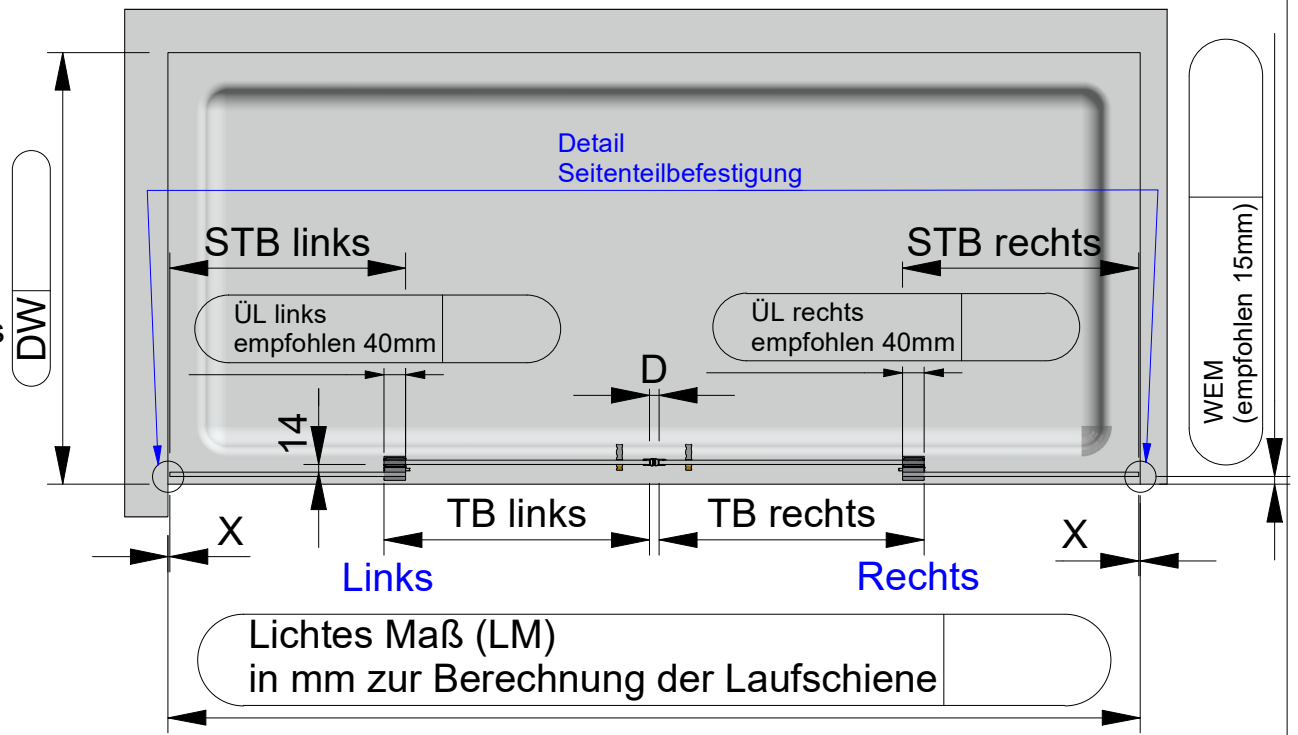 Detail
Seitenteilbefestigung
STB links
STB rechts
ÜL links
empfohlen 40mm
ÜL rechts
empfohlen 40mm
DW
WEM
(empfohlen 15mm)
D
14
TB links
TB rechts
X
X
Links
Rechts
Lichtes Maß (LM)
in mm zur Berechnung der Laufschiene